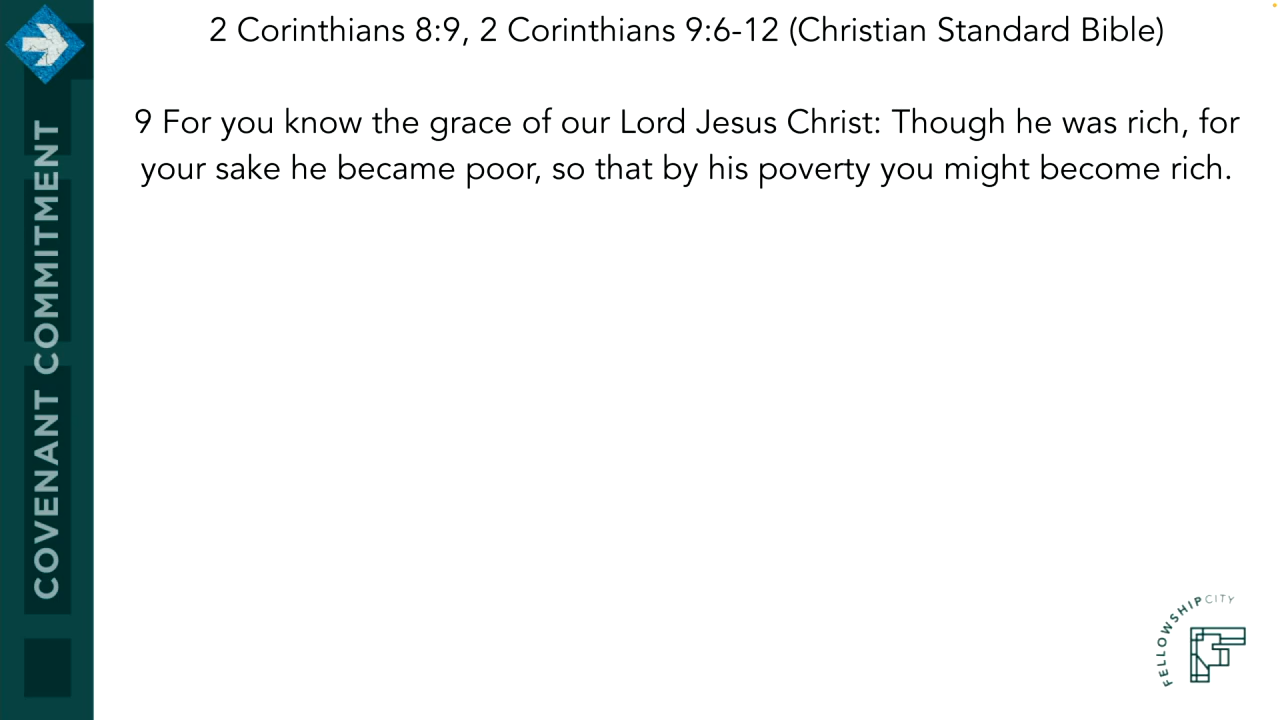 2 Corinthians 8:9, 2 Corinthians 9:6-12 (Christian Standard Bible)
9 For you know the grace of our Lord Jesus Christ: Though he was rich, for
your sake he became poor, so that by his poverty you might become rich.
COVENANT COMMITMENT
FELLOWSHIPCITY